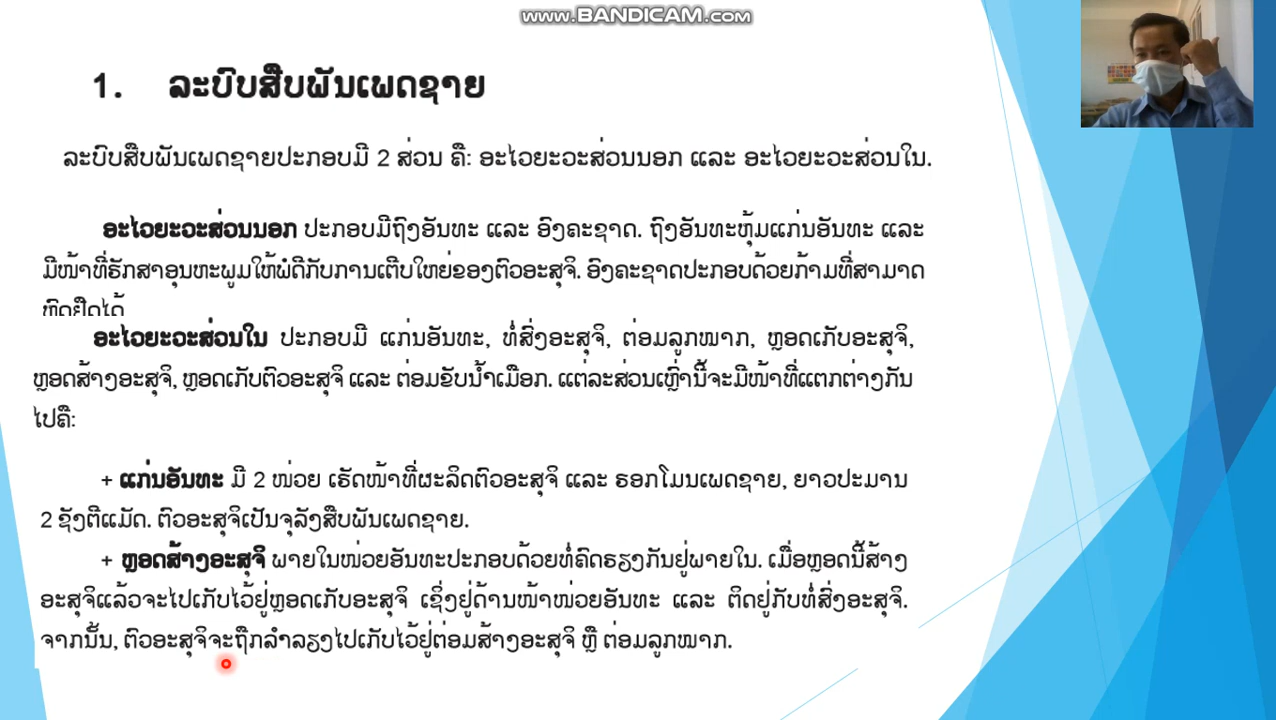 www.BANDICAM.com
1. ລະບົບສືບພັນເພດຊາຍ
ລະບົບສືບພັນເພດຊາຍປະກອບມີ 2 ສ່ວນ ຄື: ອະໄວຍະວະສ່ວນນອກ ແລະ ອະໄວຍະວະສ່ວນໃນ.
ອະໄວຍະວະສ່ວນນອກ ປະກອບມີຖົງອັນທະ ແລະ ອົງຄະຊາດ. ຖົງອັນທະຫຸ້ມແກ່ນອັນທະ ແລະ
ມີໜ້າທີ່ຮັກສາອຸນຫະພູມໃຫ້ພໍດີກັບການເຕີບໃຫຍ່ຂອງຕົວອະສຸຈິ. ອົງຄະຊາດປະກອບດ້ວຍກ້າມທີ່ສາມາດ
ຫົດຢືດໄດ້
ອະໄວຍະວະສ່ວນໃນ ປະກອບມີ ແກ່ນອັນທະ, ທໍ່ສົ່ງອະສຸຈິ, ຕ່ອມລູກໝາກ, ຫຼອດເກັບອະສຸຈິ,
ຫຼອດສ້າງອະສຸຈິ, ຫຼອດເກັບຕົວອະສຸຈິ ແລະ ຕ່ອມຂັບນ້ຳເມືອກ. ແຕ່ລະສ່ວນເຫຼົ່ານີ້ຈະມີໜ້າທີ່ແຕກຕ່າງກັນ
ໄປຄື:
+ ແກ່ນອັນທະ ມີ 2 ໜ່ວຍ ເຮັດໜ້າທີ່ຜະລິດຕົວອະສຸຈິ ແລະ ຮອກໂມນເພດຊາຍ, ຍາວປະມານ
2 ຊັງຕີແມັດ. ຕົວອະສຸຈິເປັນຈຸລັງສືບພັນເພດຊາຍ.
+ ຫຼອດສ້າງອະສຸຈິ ພາຍໃນໜ່ວຍອັນທະປະກອບດ້ວຍທໍ່ຄົດຮຽງກັນຢູ່ພາຍໃນ. ເມື່ອຫຼອດນີ້ສ້າງ
ອະສຸຈິແລ້ວຈະໄປເກັບໄວ້ຢູ່ຫຼອດເກັບອະສຸຈິ ເຊິ່ງຢູ່ດ້ານໜ້າໜ່ວຍອັນທະ ແລະ ຕິດຢູ່ກັບທໍ່ສົ່ງອະສຸຈິ.
ຈາກນັ້ນ, ຕົວອະສຸຈິຈະຖືກລຳລຽງໄປເກັບໄວ້ຢູ່ຕ່ອມສ້າງອະສຸຈິ ຫຼື ຕ່ອມລູກໝາກ.